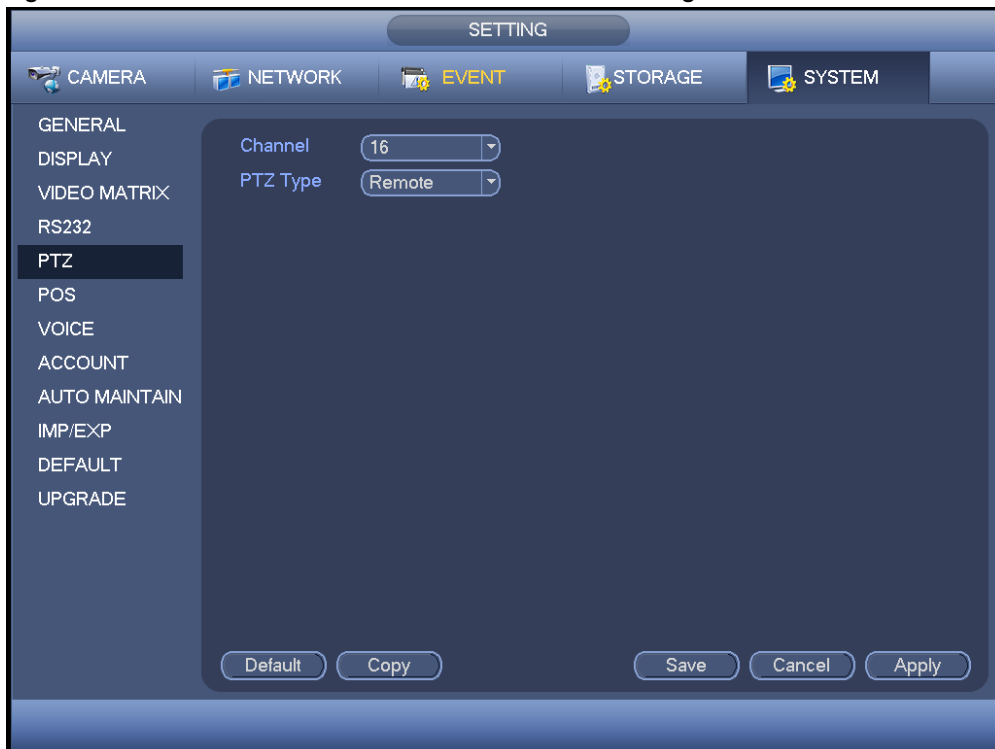 SETTING
CAMERA NETWORK EVENT STORAGE SYSTEM
GENERAL
DISPLAY
VIDEO MATRIX
RS232
PTZ
POS
VOICE
ACCOUNT
AUTO MAINTAIN
IMP/EXP
DEFAULT
UPGRADE
Channel 16
PTZ Type Remote
Default Copy Save Cancel Apply